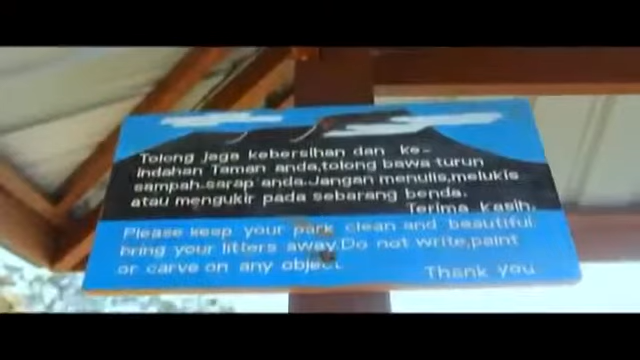 Tolong jaga kebersihan dan ke-
indahan Taman anda,tolong bawa turun
sampah-sarap anda.Jangan menulis,melukis
atau mengukir pada sebarang benda.
Terima kasih.
Please keep your park clean and beautiful.
bring your litters away.Do not write,paint
or carve on any object.
Thank you